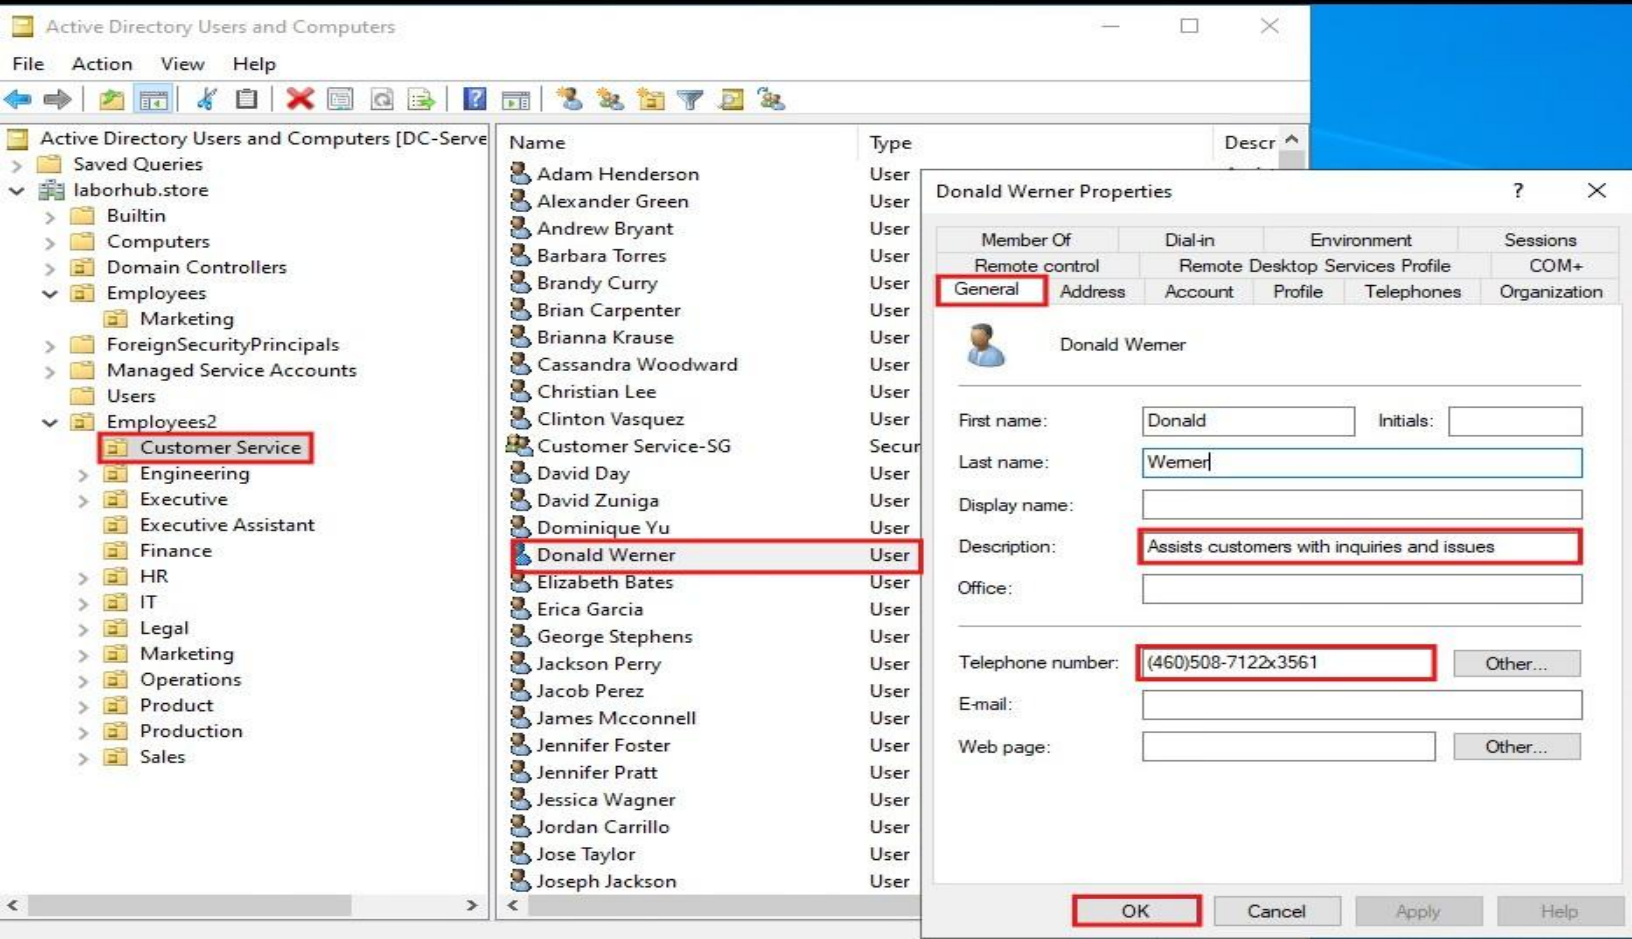 Active Directory Users and Computers
File Action View Help
Active Directory Users and Computers [DC-Serve
Saved Queries
laborhub.store
Builtin
Computers
Domain Controllers
Employees
Marketing
ForeignSecurityPrincipals
Managed Service Accounts
Users
Employees2
Customer Service
Engineering
Executive
Executive Assistant
Finance
HR
IT
Legal
Marketing
Operations
Product
Production
Sales
Name Type Descr
Adam Henderson User
Alexander Green User
Andrew Bryant User
Barbara Torres User
Brandy Curry User
Brian Carpenter User
Brianna Krause User
Cassandra Woodward User
Christian Lee User
Clinton Vasquez User
Customer Service-SG Secur
David Day User
David Zuniga User
Dominique Yu User
Donald Werner User
Elizabeth Bates User
Erica Garcia User
George Stephens User
Jackson Perry User
Jacob Perez User
James Mcconnell User
Jennifer Foster User
Jennifer Pratt User
Jessica Wagner User
Jordan Carrillo User
Jose Taylor User
Joseph Jackson User
Donald Werner Properties ?
Member Of Dial-in Environment Sessions
Remote control Remote Desktop Services Profile COM+
General Address Account Profile Telephones Organization
Donald Werner
First name: Donald Initials:
Last name: Werner
Display name:
Description: Assists customers with inquiries and issues
Office:
Telephone number: (460)508-7122x3561 Other...
E-mail:
Web page: Other...
OK Cancel Apply Help